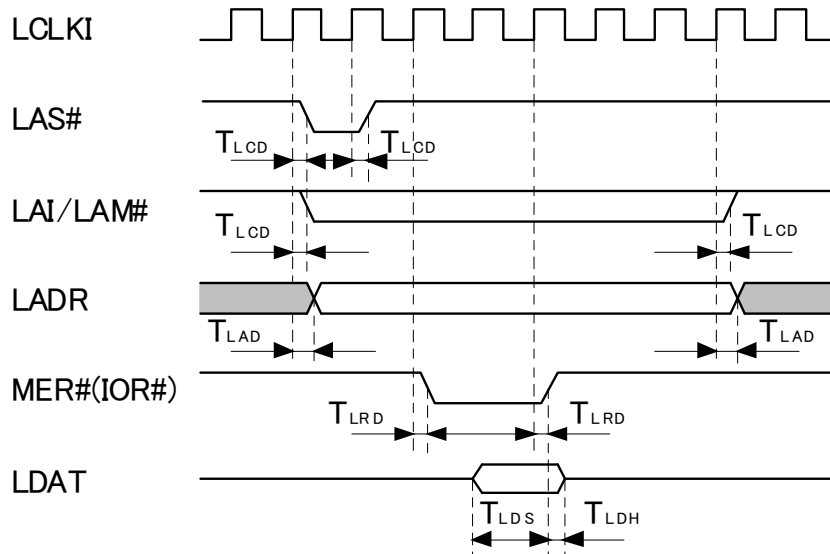 LCLKI
LAS#
TLCD TLCD
LAI/LAM#
TLCD TLCD
LADR
TLAD TLAD
MER#(IOR#)
TLRD TLRD
LDAT
TLDS TLDH